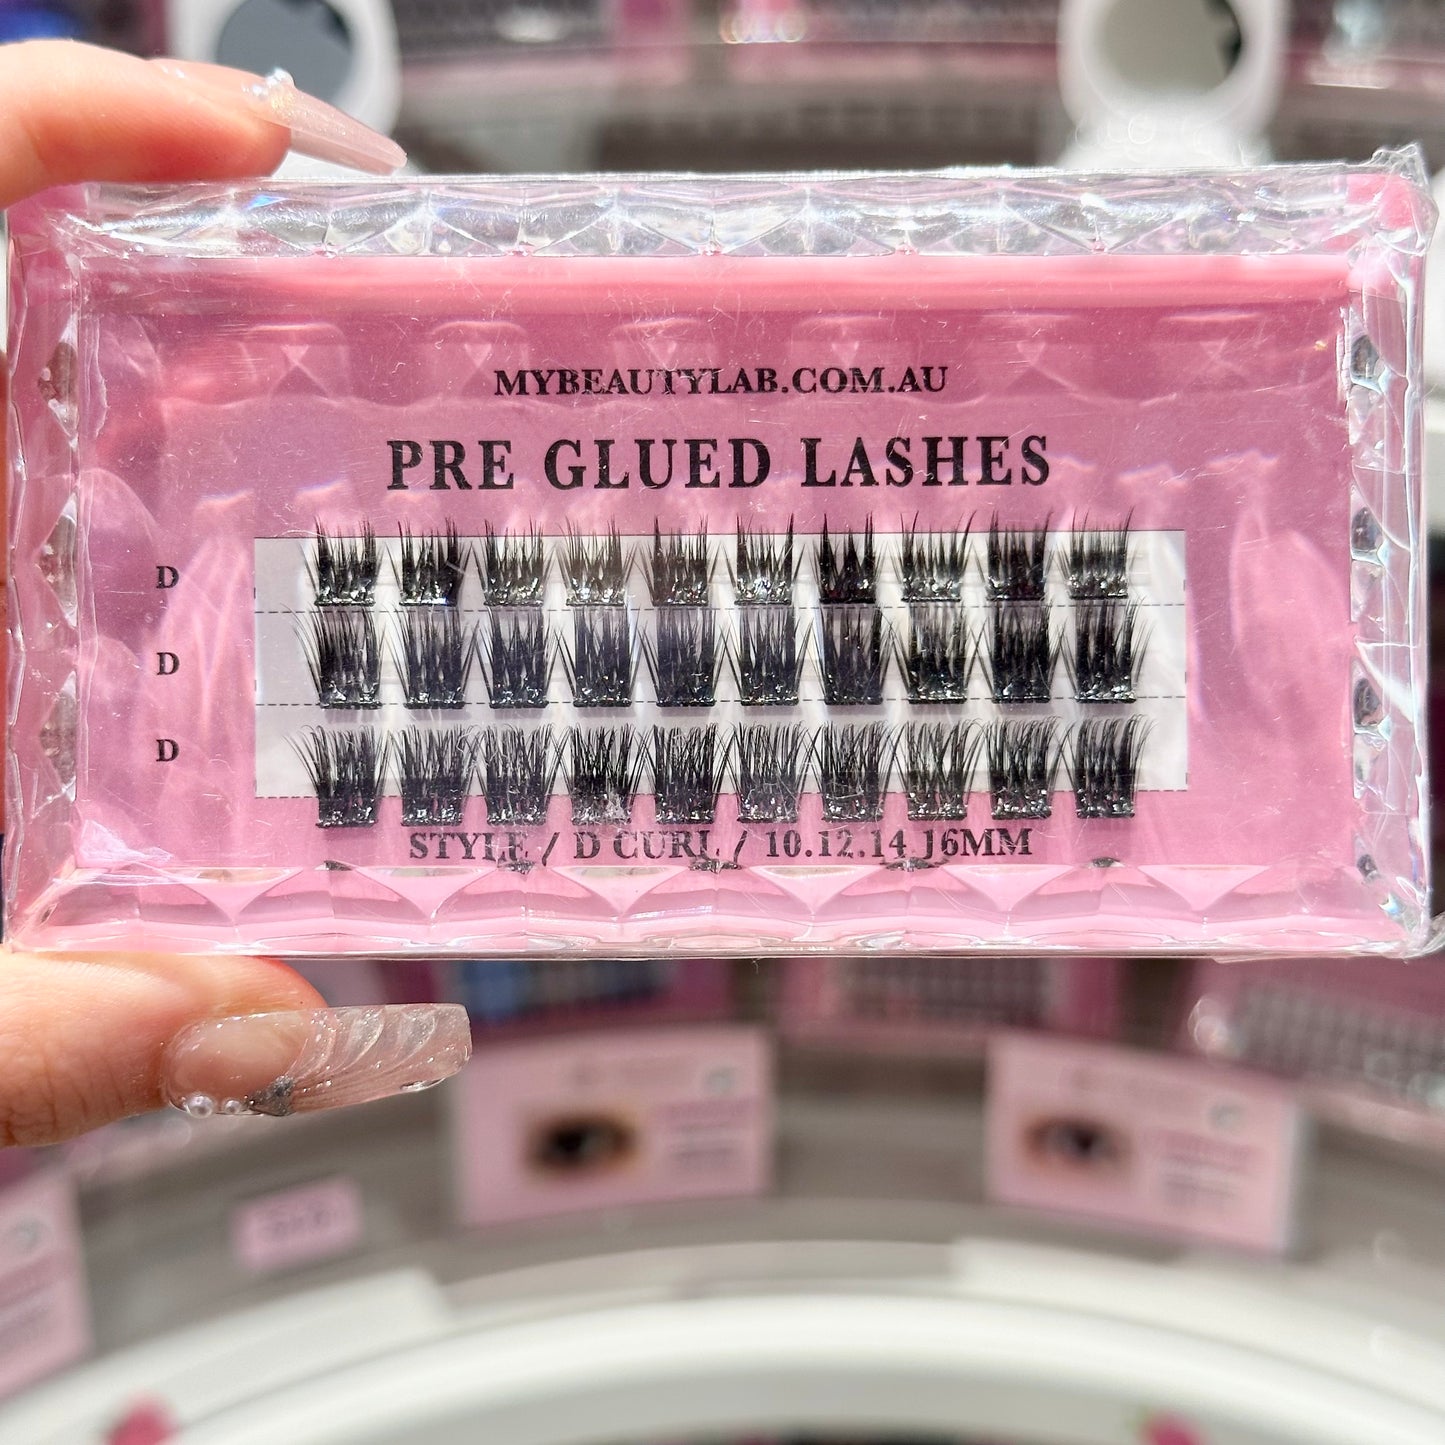 MYBEAUTYLAB.COM.AU
PRE GLUED LASHES
D
D
D
STYLE / D CURL / 10.12.14.16MM